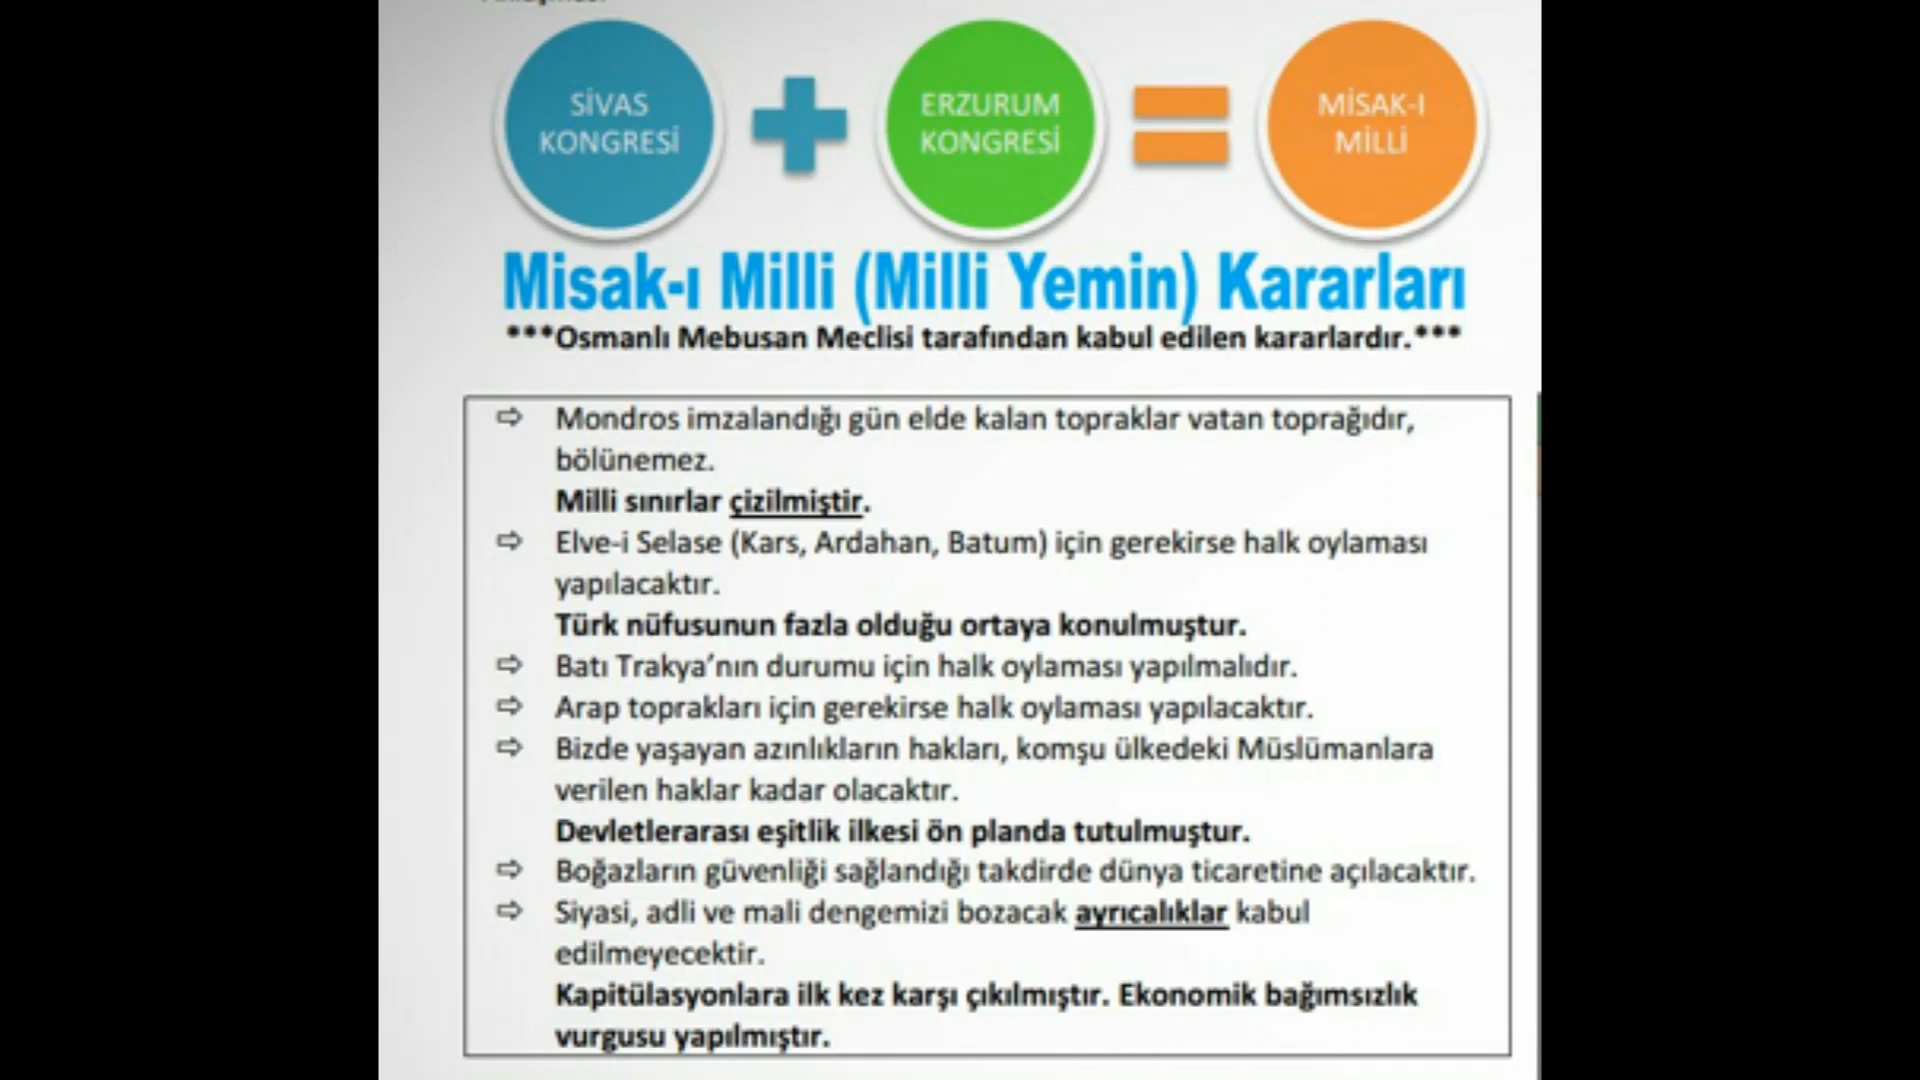 SİVAS
KONGRESİ
ERZURUM
KONGRESİ
MİSAK-I
MİLLİ
Misak-ı Milli (Milli Yemin) Kararları
***Osmanlı Mebusan Meclisi tarafından kabul edilen kararlardır.***
⇨ Mondros imzalandığı gün elde kalan topraklar vatan toprağıdır,
bölünemez.
Milli sınırlar çizilmiştir.
⇨ Elve-i Selase (Kars, Ardahan, Batum) için gerekirse halk oylaması
yapılacaktır.
Türk nüfusunun fazla olduğu ortaya konulmuştur.
⇨ Batı Trakya’nın durumu için halk oylaması yapılmalıdır.
⇨ Arap toprakları için gerekirse halk oylaması yapılacaktır.
⇨ Bizde yaşayan azınlıkların hakları, komşu ülkedeki Müslümanlara
verilen haklar kadar olacaktır.
Devletlerarası eşitlik ilkesi ön planda tutulmuştur.
⇨ Boğazların güvenliği sağlandığı takdirde dünya ticaretine açılacaktır.
⇨ Siyasi, adli ve mali dengemizi bozacak ayrıcalıklar kabul
edilmeyecektir.
Kapitülasyonlara ilk kez karşı çıkılmıştır. Ekonomik bağımsızlık
vurgusu yapılmıştır.